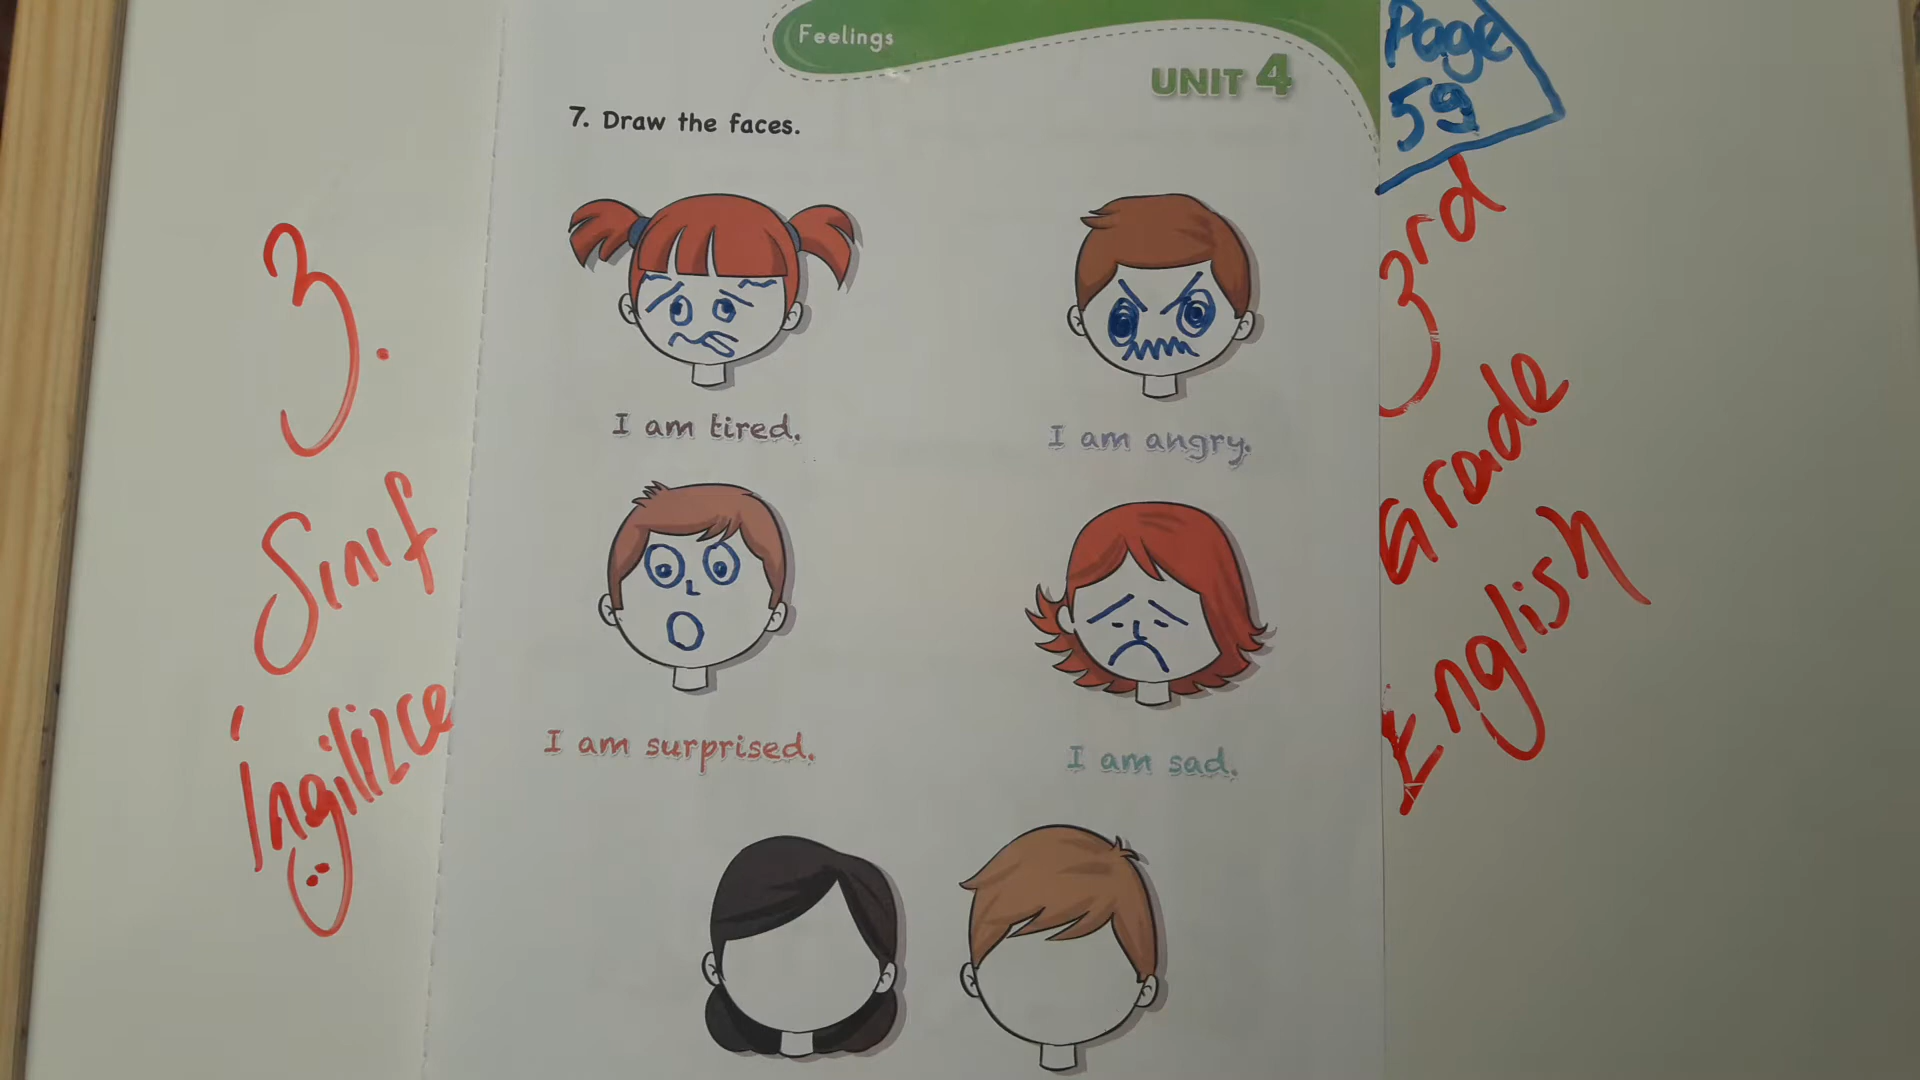 Feelings
UNIT 4
7. Draw the faces.
I am tired.
I am angry.
I am surprised.
I am sad.
3.
Sınıf
İngilizce
Page
59
3rd
Grade
English